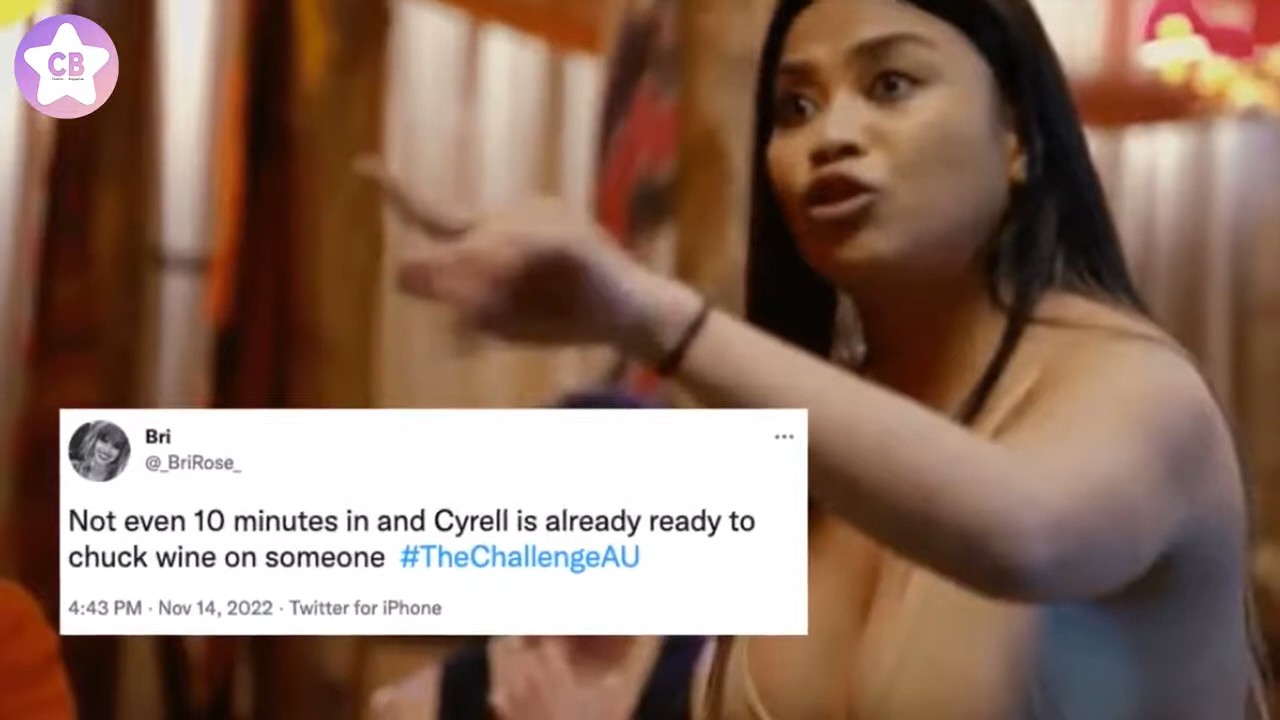 CB
Bri
@_BriRose_
Not even 10 minutes in and Cyrell is already ready to
chuck wine on someone #TheChallengeAU
4:43 PM · Nov 14, 2022 · Twitter for iPhone